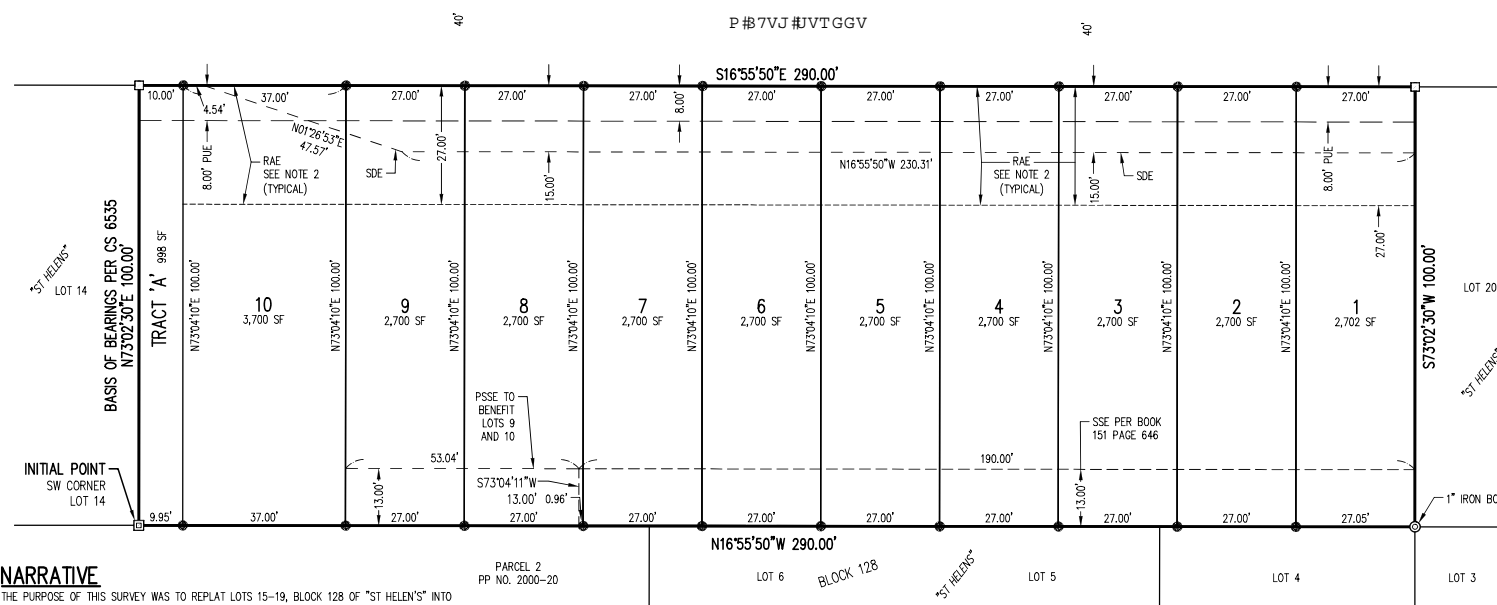 40'
P#37VJ#UVTGGV
40'
S16°55'50"E 290.00'
10.00'
37.00'
27.00'
27.00'
27.00'
27.00'
27.00'
27.00'
27.00'
27.00'
27.00'
4.54'
N01°26'53"E
47.57'
8.00' PUE
RAE
SEE NOTE 2
(TYPICAL)
SDE
27.00'
15.00'
8.00'
N16°55'50"W 230.31'
RAE
SEE NOTE 2
(TYPICAL)
15.00'
SDE
8.00' PUE
27.00'
"ST HELENS"
LOT 14
BASIS OF BEARINGS PER CS 6535
N73°02'30"E 100.00'
TRACT 'A' 998 SF
N73°04'10"E 100.00'
10
3,700 SF
N73°04'10"E 100.00'
9
2,700 SF
N73°04'10"E 100.00'
8
2,700 SF
N73°04'10"E 100.00'
7
2,700 SF
N73°04'10"E 100.00'
6
2,700 SF
N73°04'10"E 100.00'
5
2,700 SF
N73°04'10"E 100.00'
4
2,700 SF
N73°04'10"E 100.00'
3
2,700 SF
N73°04'10"E 100.00'
2
2,700 SF
N73°04'10"E 100.00'
1
2,702 SF
S73°02'30"W 100.00'
LOT 20
"ST HELENS"
PSSE TO
BENEFIT
LOTS 9
AND 10
SSE PER BOOK
151 PAGE 646
INITIAL POINT
SW CORNER
LOT 14
53.04'
190.00'
13.00'
S73°04'11"W
13.00' 0.96'
13.00'
1" IRON BO
9.95'
37.00'
27.00'
27.00'
27.00'
27.00'
27.00'
27.00'
27.00'
27.00'
27.05'
N16°55'50"W 290.00'
NARRATIVE
THE PURPOSE OF THIS SURVEY WAS TO REPLAT LOTS 15-19, BLOCK 128 OF "ST HELEN'S" INTO
PARCEL 2
PP NO. 2000-20
LOT 6
BLOCK 128
"ST HELENS"
LOT 5
LOT 4
LOT 3